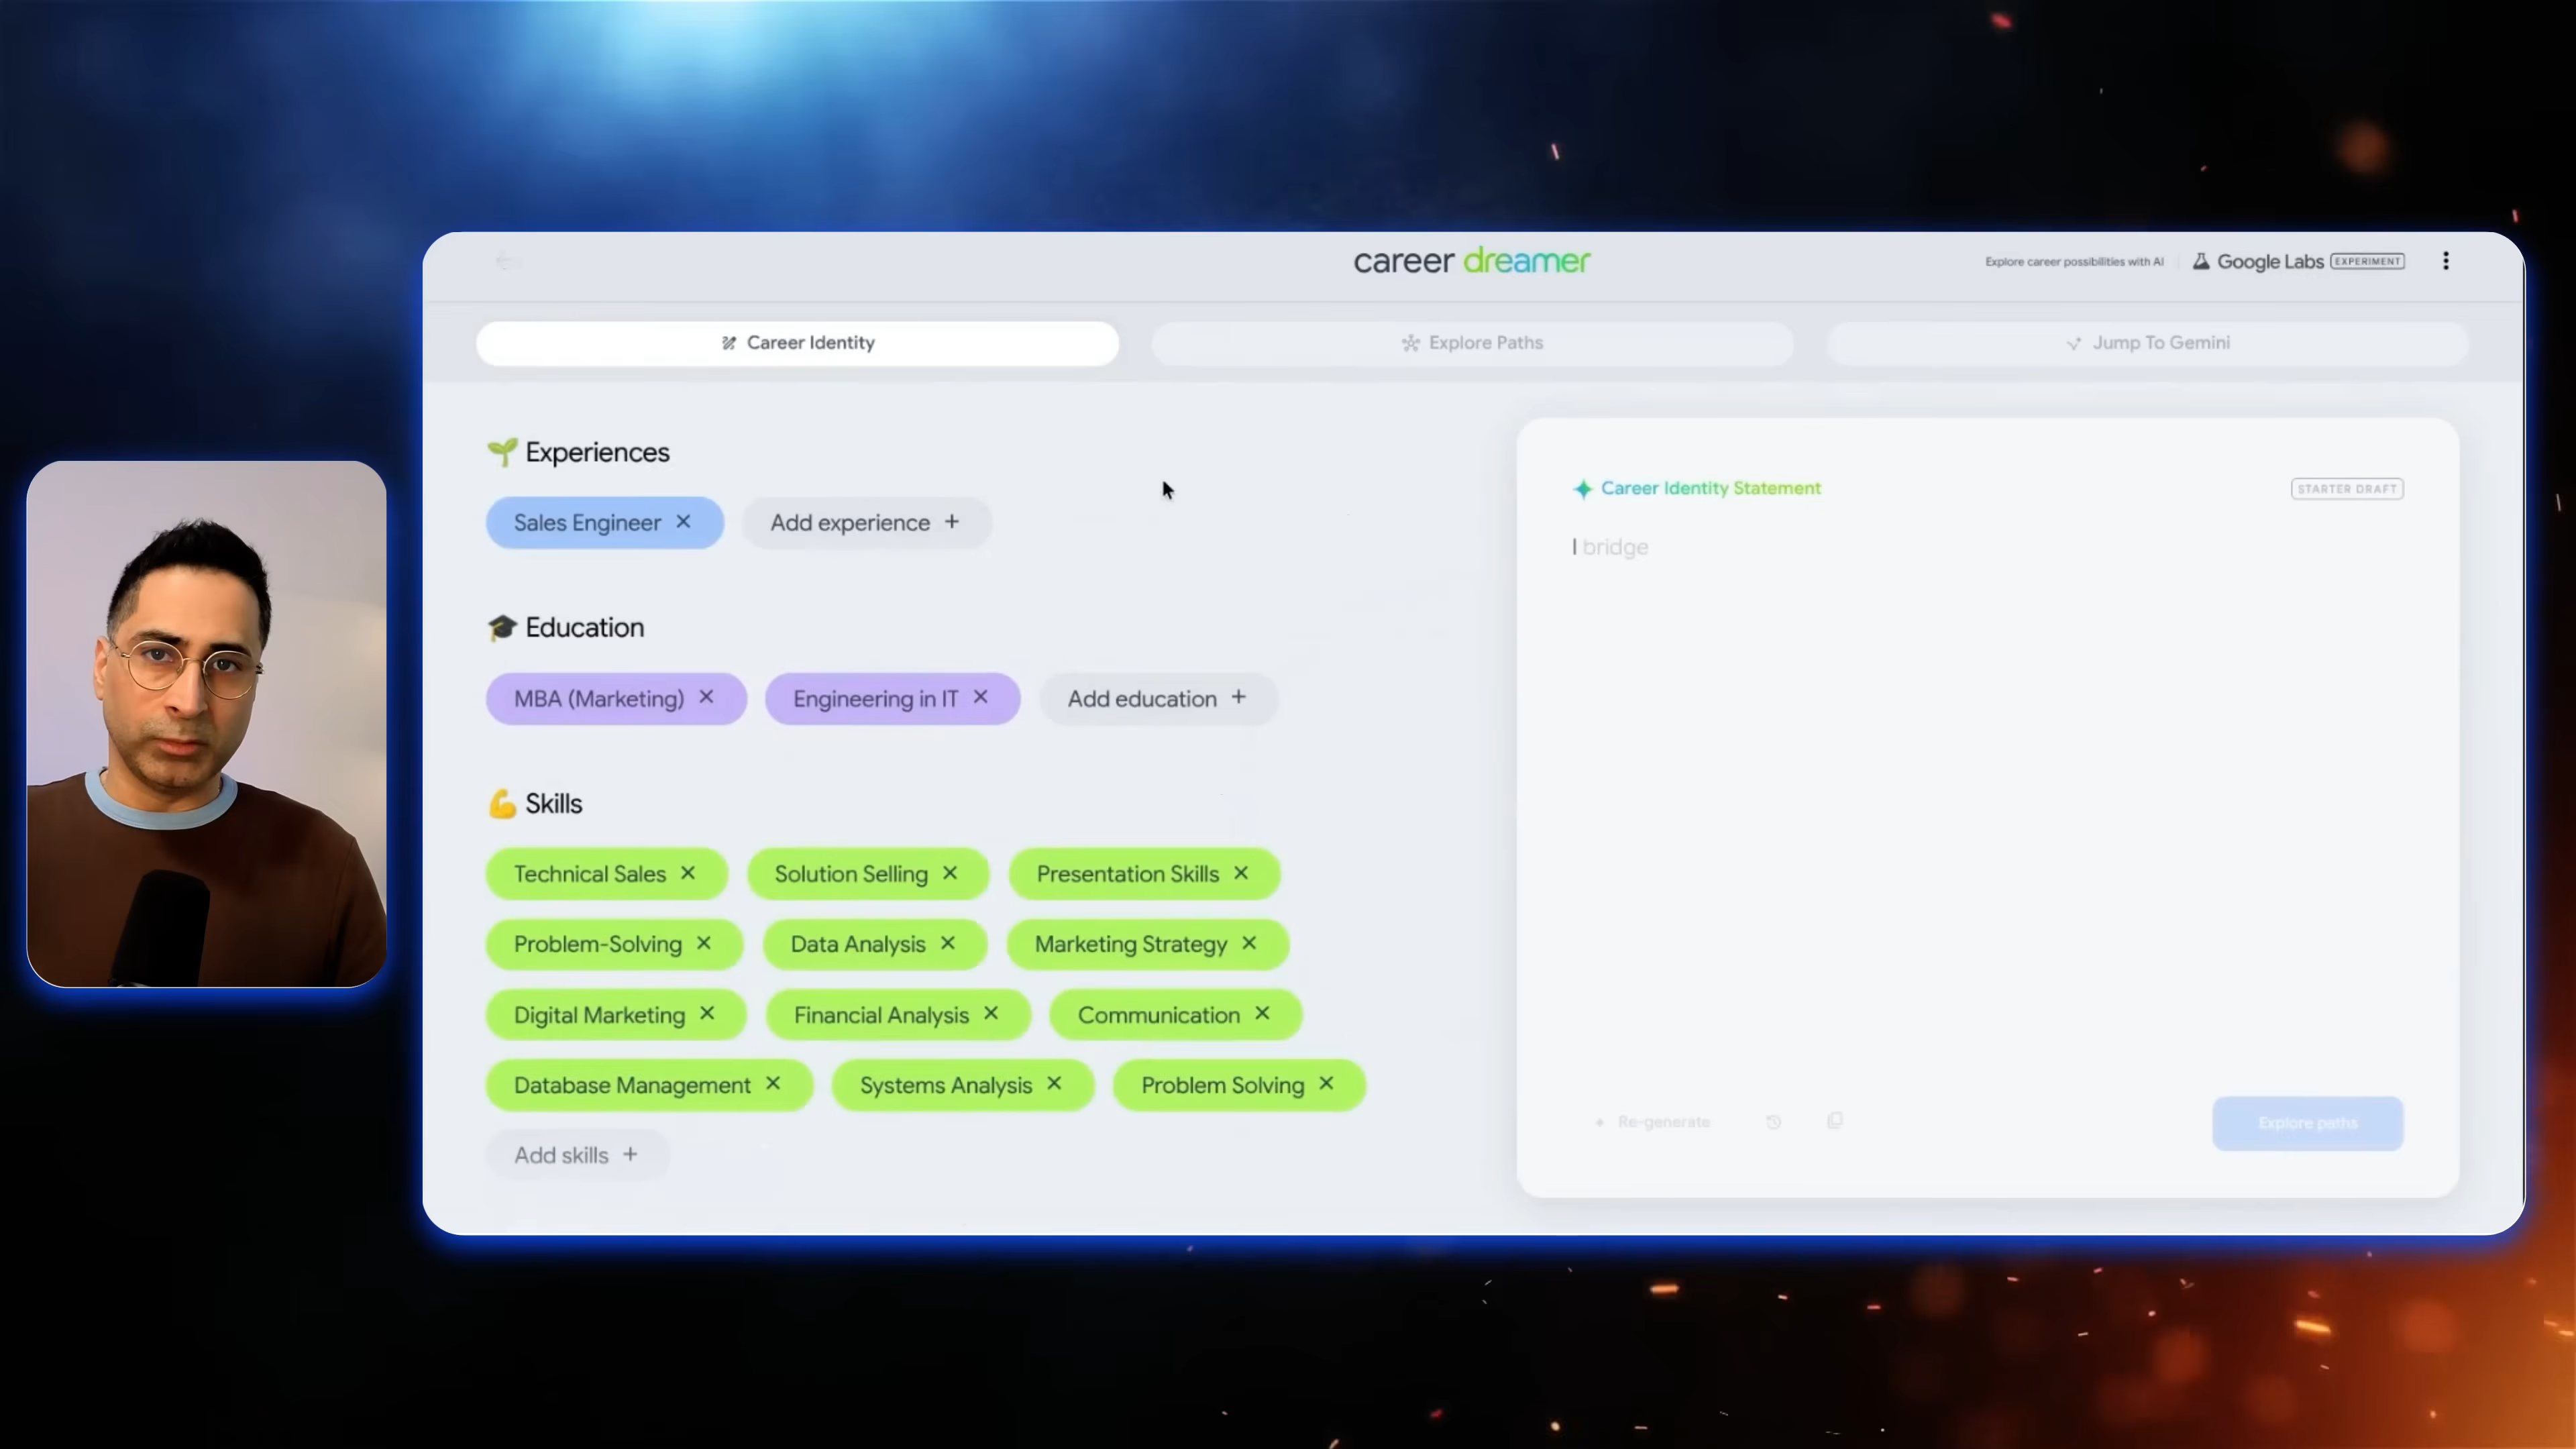 career dreamer
Explore career possibilities with AI
Google Labs EXPERIMENT
Career Identity
Explore Paths
Jump To Gemini
Experiences
Sales Engineer ×
Add experience +
Education
MBA (Marketing) ×
Engineering in IT ×
Add education +
Skills
Technical Sales ×
Solution Selling ×
Presentation Skills ×
Problem-Solving ×
Data Analysis ×
Marketing Strategy ×
Digital Marketing ×
Financial Analysis ×
Communication ×
Database Management ×
Systems Analysis ×
Problem Solving ×
Add skills +
Career Identity Statement
STARTER DRAFT
I bridge
Re-generate
Explore paths